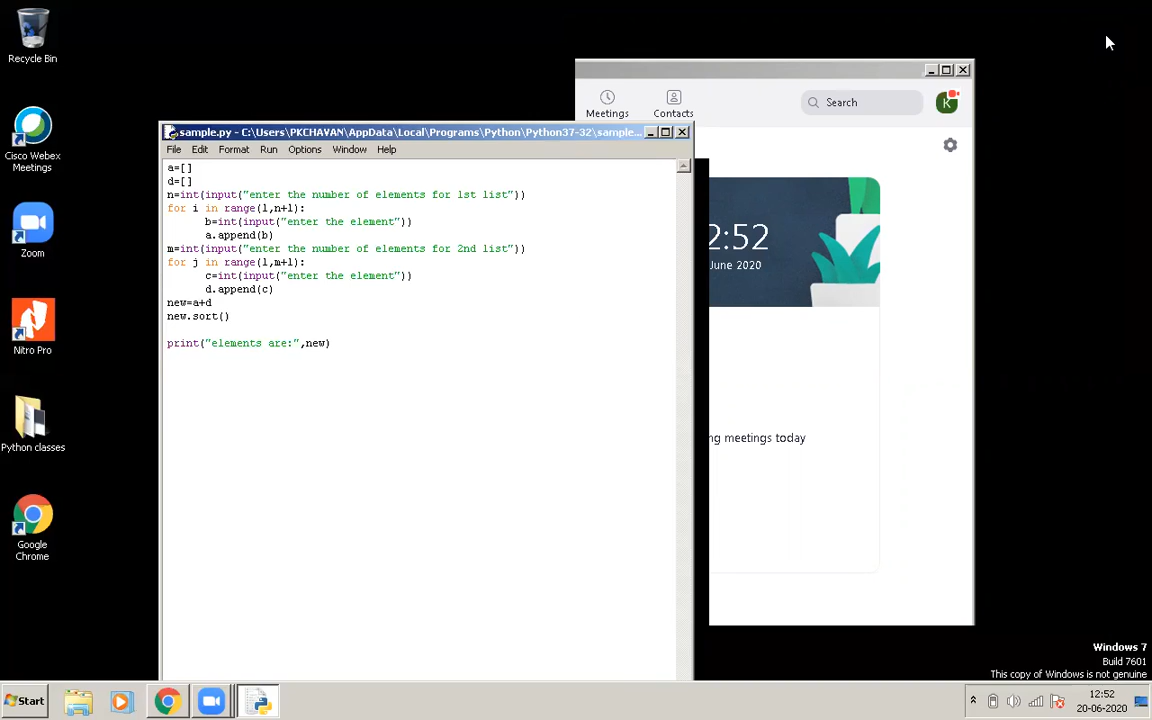 Recycle Bin
Cisco Webex
Meetings
Zoom
Nitro Pro
Python classes
Google
Chrome
Meetings
Contacts
Search
K
sample.py - C:\Users\PKCHAVAN\AppData\Local\Programs\Python\Python37-32\sample...
File Edit Format Run Options Window Help
a=[]
d=[]
n=int(input("enter the number of elements for 1st list"))
for i in range(1,n+1):
        b=int(input("enter the element"))
        a.append(b)
m=int(input("enter the number of elements for 2nd list"))
for j in range(1,m+1):
        c=int(input("enter the element"))
        d.append(c)
new=a+d
new.sort()
print("elements are:",new)
2:52
June 2020
ng meetings today
Windows 7
Build 7601
This copy of Windows is not genuine
Start
12:52
20-06-2020